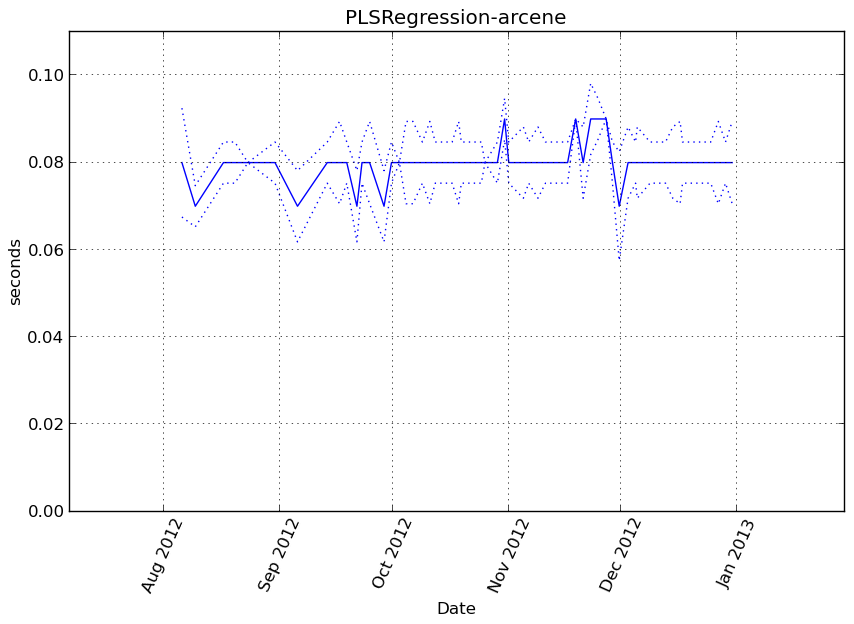 PLSRegression-arcene
0.10
0.08
0.06
0.04
0.02
0.00
seconds
Aug 2012
Sep 2012
Oct 2012
Nov 2012
Dec 2012
Jan 2013
Date